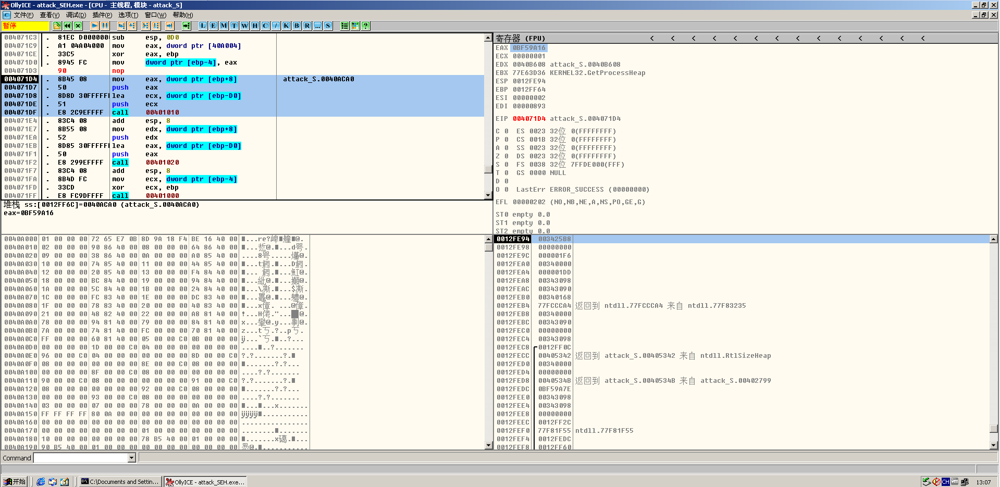 OllyICE - attack_SEH.exe - [CPU - 主线程, 模块 - attack_S]
文件(F) 查看(V) 调试(D) 插件(P) 选项(T) 窗口(W) 帮助(H)
暂停 L E M T W H C / K B R ... S ?
004071C3 . 81EC D0000000 sub esp, 0D0
004071C9 . A1 04A04000 mov eax, dword ptr [40A004]
004071CE . 33C5 xor eax, ebp
004071D0 . 8945 FC mov dword ptr [ebp-4], eax
004071D3 90 nop
004071D4 . 8B45 08 mov eax, dword ptr [ebp+8] attack_S.0040ACA0
004071D7 . 50 push eax
004071D8 . 8D8D 30FFFFFF lea ecx, dword ptr [ebp-D0]
004071DE . 51 push ecx
004071DF . E8 2C9EFFFF call 00401010
004071E4 . 83C4 08 add esp, 8
004071E7 . 8B55 08 mov edx, dword ptr [ebp+8]
004071EA . 52 push edx
004071EB . 8D85 30FFFFFF lea eax, dword ptr [ebp-D0]
004071F1 . 50 push eax
004071F2 . E8 299EFFFF call 00401020
004071F7 . 83C4 08 add esp, 8
004071FA . 8B4D FC mov ecx, dword ptr [ebp-4]
004071FD . 33CD xor ecx, ebp
004071FF . E8 FC9DFFFF call 00401000
堆栈 ss:[0012FF6C]=0040ACA0 (attack_S.0040ACA0)
eax=0BF59A16
寄存器 (FPU) < < < < < < < < < < < < < <
EAX 0BF59A16
ECX 00000001
EDX 0040B608 attack_S.0040B608
EBX 77E63D36 KERNEL32.GetProcessHeap
ESP 0012FE94
EBP 0012FF64
ESI 00000002
EDI 00000893
EIP 004071D4 attack_S.004071D4
C 0 ES 0023 32位 0(FFFFFFFF)
P 0 CS 001B 32位 0(FFFFFFFF)
A 0 SS 0023 32位 0(FFFFFFFF)
Z 0 DS 0023 32位 0(FFFFFFFF)
S 0 FS 0038 32位 7FFDE000(FFF)
T 0 GS 0000 NULL
D 0
O 0 LastErr ERROR_SUCCESS (00000000)
EFL 00000202 (NO,NB,NE,A,NS,PO,GE,G)
ST0 empty 0.0
ST1 empty 0.0
ST2 empty 0.0
0040A000 01 00 00 00 72 65 E7 0B 8D 9A 18 F4 BE 16 40 00
0040A010 02 00 00 00 90 86 40 00 08 00 00 00 64 86 40 00
0040A020 09 00 00 00 38 86 40 00 0A 00 00 00 A0 85 40 00
0040A030 10 00 00 00 74 85 40 00 11 00 00 00 44 85 40 00
0040A040 12 00 00 00 20 85 40 00 13 00 00 00 F4 84 40 00
0040A050 18 00 00 00 BC 84 40 00 19 00 00 00 94 84 40 00
0040A060 1A 00 00 00 5C 84 40 00 1B 00 00 00 24 84 40 00
0040A070 1C 00 00 00 FC 83 40 00 1E 00 00 00 DC 83 40 00
0040A080 1F 00 00 00 78 83 40 00 20 00 00 00 40 83 40 00
0040A090 21 00 00 00 48 82 40 00 22 00 00 00 A8 81 40 00
0040A0A0 78 00 00 00 94 81 40 00 79 00 00 00 84 81 40 00
0040A0B0 7A 00 00 00 74 81 40 00 FC 00 00 00 70 81 40 00
0040A0C0 FF 00 00 00 60 81 40 00 05 00 00 C0 0B 00 00 00
0040A0D0 00 00 00 00 1D 00 00 C0 04 00 00 00 00 00 00 00
0040A0E0 96 00 00 C0 04 00 00 00 00 00 00 00 8D 00 00 C0
0040A0F0 08 00 00 00 00 00 00 00 8E 00 00 C0 08 00 00 00
0040A100 00 00 00 00 8F 00 00 C0 08 00 00 00 00 00 00 00
0040A110 90 00 00 C0 08 00 00 00 00 00 00 00 91 00 00 C0
0040A120 08 00 00 00 00 00 00 00 92 00 00 C0 08 00 00 00
0040A130 00 00 00 00 93 00 00 C0 08 00 00 00 00 00 00 00
0040A140 03 00 00 00 07 00 00 00 78 00 00 00 0A 00 00 00
0040A150 FF FF FF FF 80 0A 00 00 00 00 00 00 00 00 00 00
0040A160 00 00 00 00 00 00 00 00 00 00 00 00 00 00 00 00
0040A170 00 00 00 00 00 00 00 00 01 00 00 00 00 00 00 00
0040A180 10 00 00 00 00 00 00 00 78 B5 40 00 01 00 00 00
0040A190 90 B5 40 00 01 00 00 00 00 00 00 00 00 00 00 00
0012FE94 003425B8
0012FE98 00000000
0012FE9C 000001F6
0012FEA0 00340000
0012FEA4 000001DD
0012FEA8 00343098
0012FEAC 00343090
0012FEB0 00340168
0012FEB4 77FCCCA4 返回到 ntdll.77FCCCA4 来自 ntdll.77F83235
0012FEB8 00340000
0012FEBC 00343090
0012FEC0 00000000
0012FEC4 00343098
0012FEC8 0012FF0C
0012FECC 00405342 返回到 attack_S.00405342 来自 ntdll.RtlSizeHeap
0012FED0 00340000
0012FED4 00000000
0012FED8 0040534B 返回到 attack_S.0040534B 来自 attack_S.00402799
0012FEDC 0BF59A7E
0012FEE0 00343098
0012FEE4 00343098
0012FEE8 00000000
0012FEEC 0012FF2C
0012FEF0 77F81F55 ntdll.77F81F55
0012FEF4 0012FEDC
0012FEF8 0012FF60
Command
开始 C:\Documents and Settin... OllyICE - attack_SEH.exe... CH 13:07